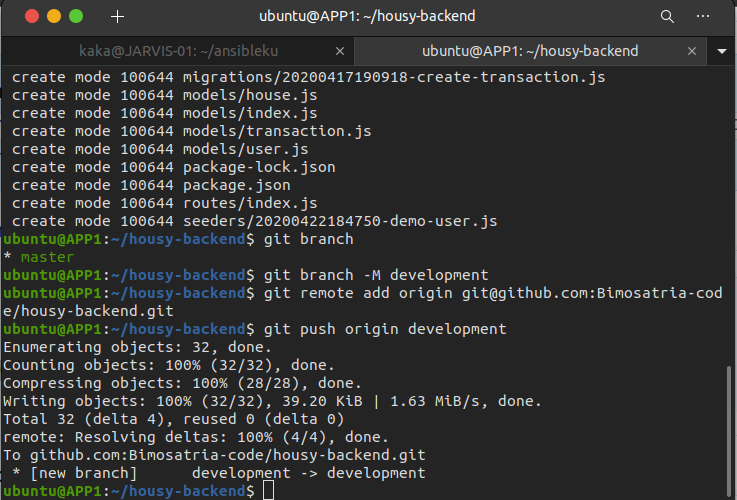 ubuntu@APP1: ~/housy-backend
kaka@JARVIS-01: ~/ansibleku
ubuntu@APP1: ~/housy-backend
create mode 100644 migrations/20200417190918-create-transaction.js
create mode 100644 models/house.js
create mode 100644 models/index.js
create mode 100644 models/transaction.js
create mode 100644 models/user.js
create mode 100644 package-lock.json
create mode 100644 package.json
create mode 100644 routes/index.js
create mode 100644 seeders/20200422184750-demo-user.js
ubuntu@APP1:~/housy-backend$ git branch
* master
ubuntu@APP1:~/housy-backend$ git branch -M development
ubuntu@APP1:~/housy-backend$ git remote add origin git@github.com:Bimosatria-cod
e/housy-backend.git
ubuntu@APP1:~/housy-backend$ git push origin development
Enumerating objects: 32, done.
Counting objects: 100% (32/32), done.
Compressing objects: 100% (28/28), done.
Writing objects: 100% (32/32), 39.20 KiB | 1.63 MiB/s, done.
Total 32 (delta 4), reused 0 (delta 0)
remote: Resolving deltas: 100% (4/4), done.
To github.com:Bimosatria-code/housy-backend.git
* [new branch]      development -> development
ubuntu@APP1:~/housy-backend$